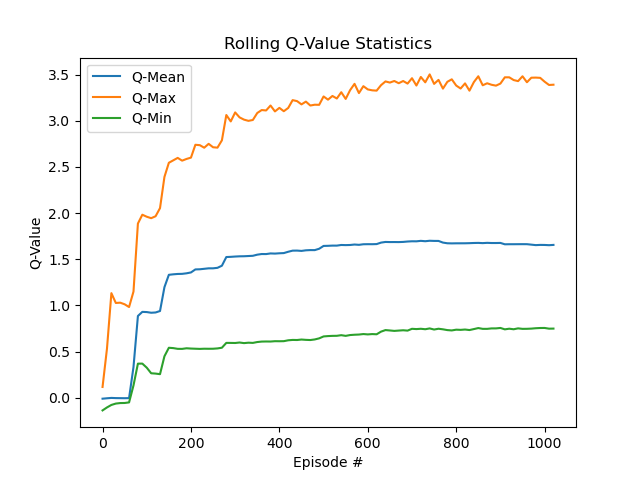 Rolling Q-Value Statistics
Q-Mean
Q-Max
Q-Min
Q-Value
3.5
3.0
2.5
2.0
1.5
1.0
0.5
0.0
0 200 400 600 800 1000
Episode #